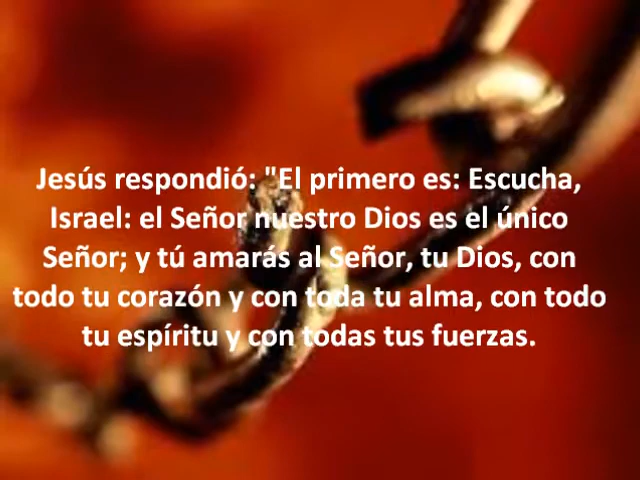 Jesús respondió: "El primero es: Escucha,
Israel: el Señor nuestro Dios es el único
Señor; y tú amarás al Señor, tu Dios, con
todo tu corazón y con toda tu alma, con todo
tu espíritu y con todas tus fuerzas.